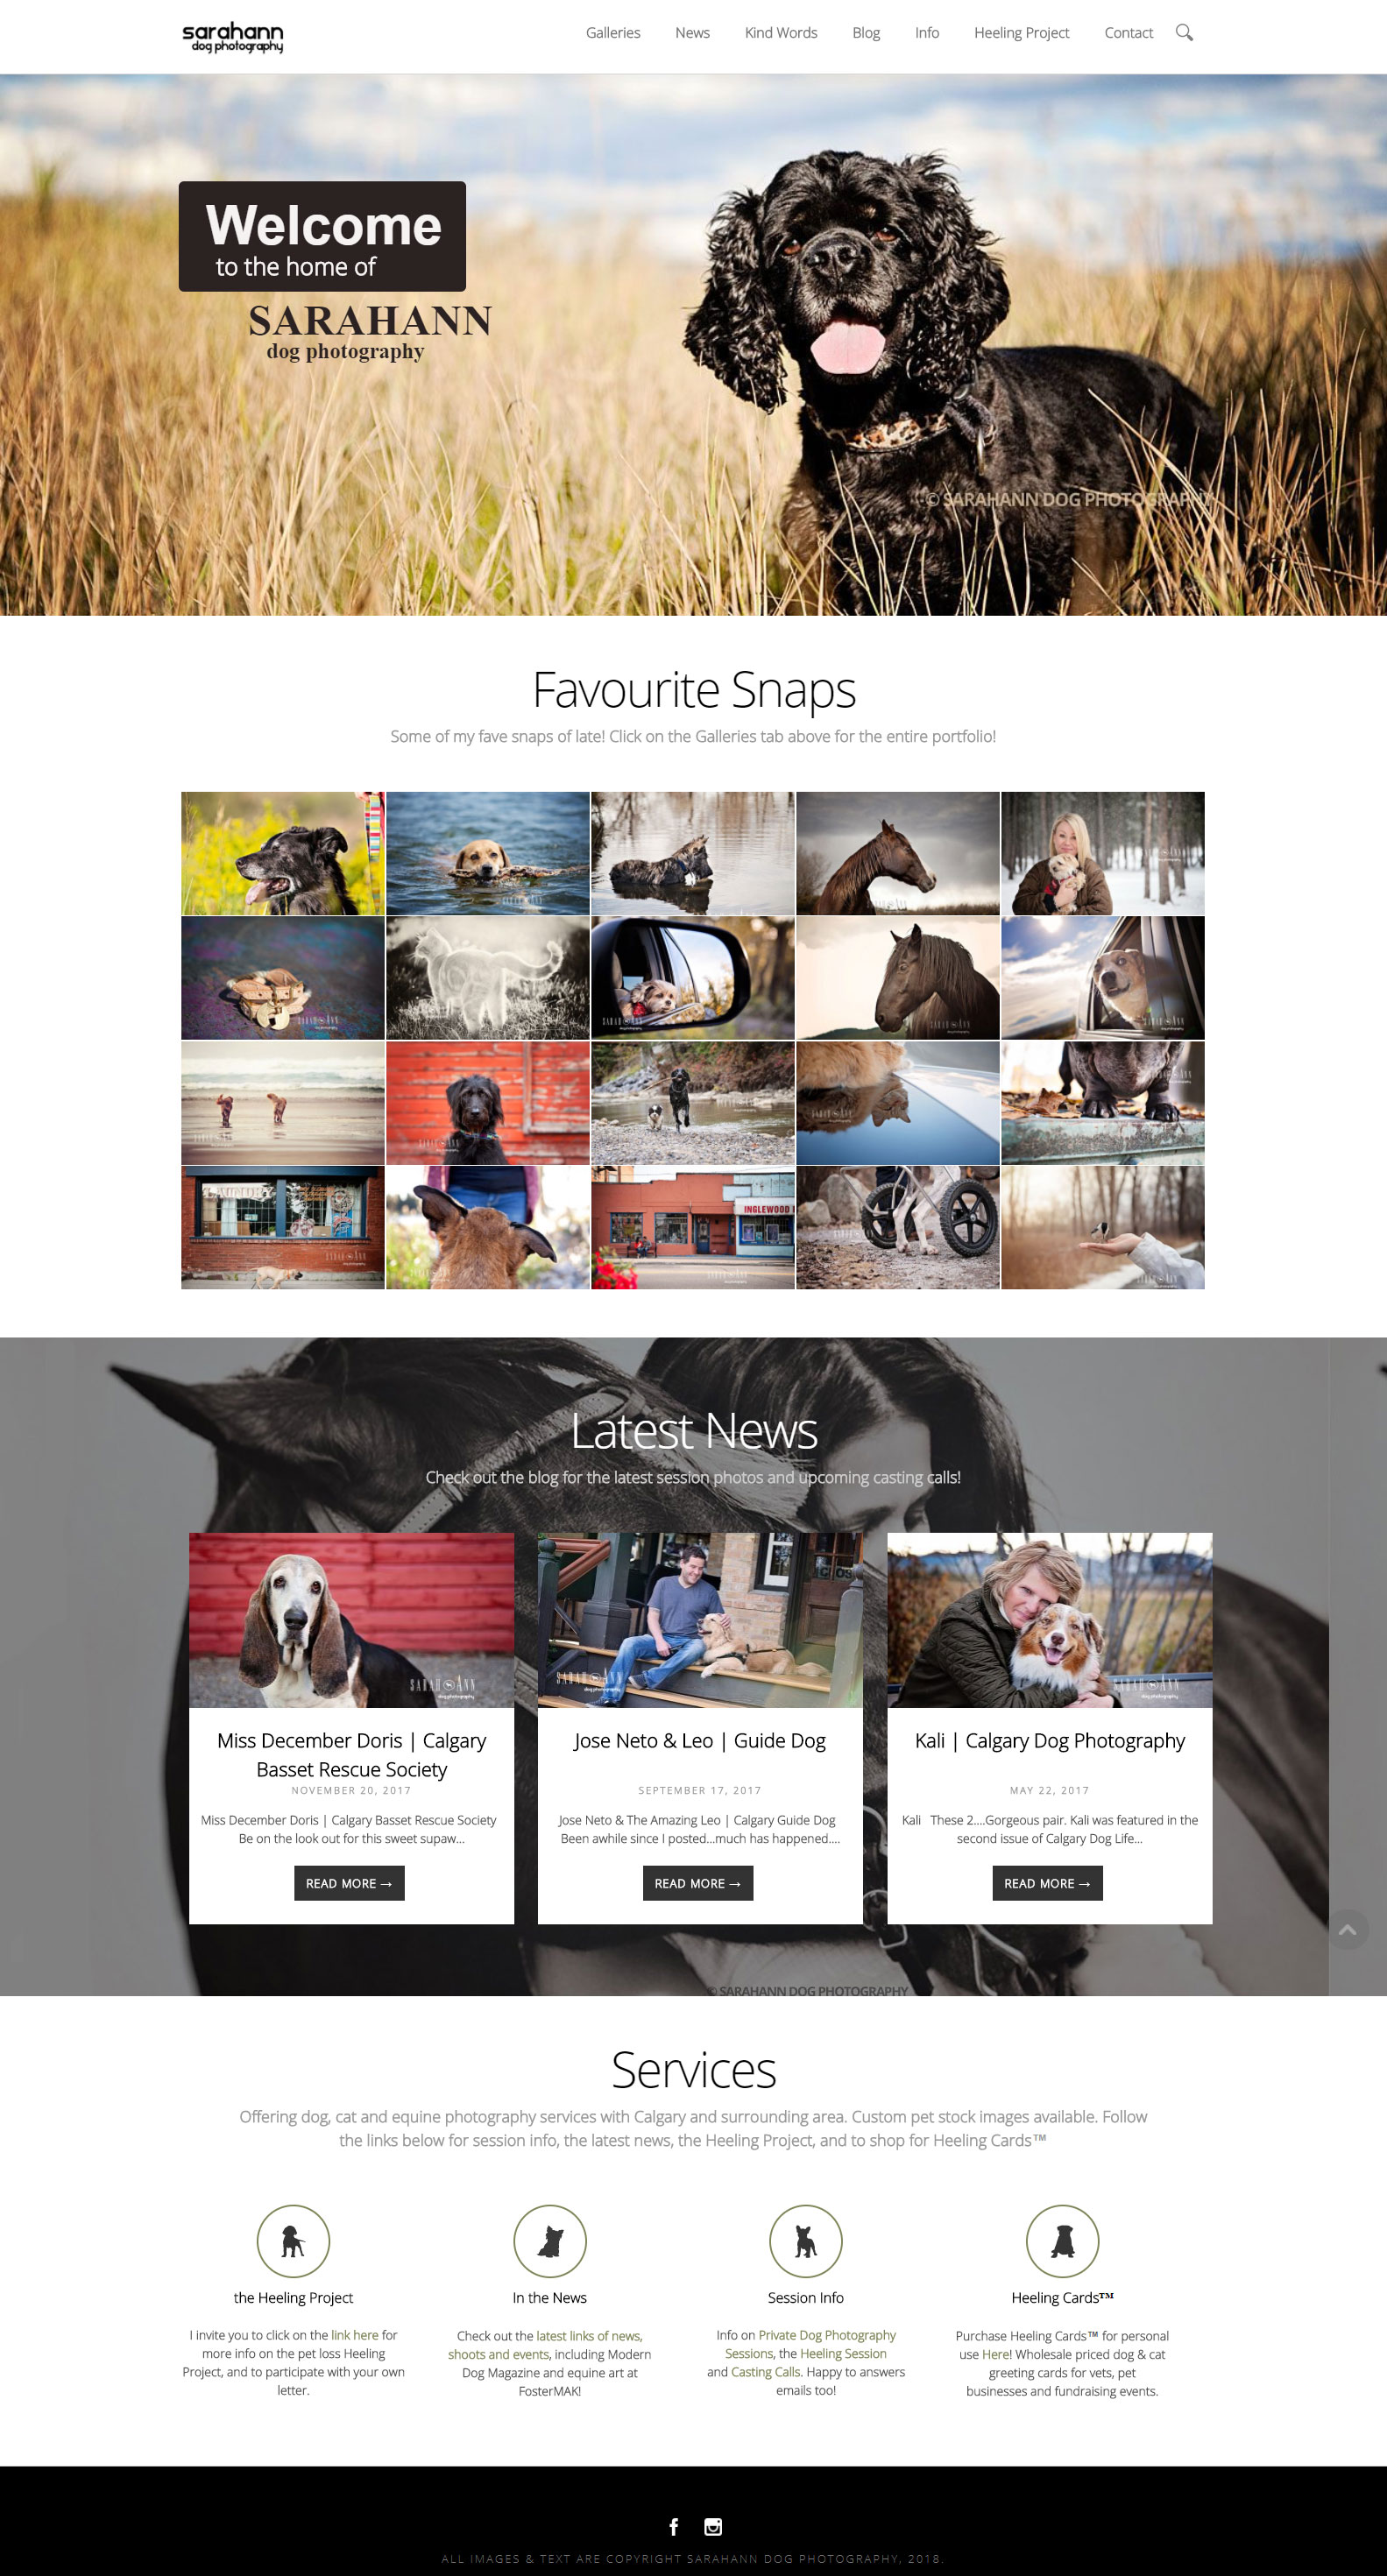 sarahann
dog photography
Galleries News Kind Words Blog Info Heeling Project Contact
Welcome
to the home of
SARAHANN
dog photography
© SARAHANN DOG PHOTOGRAPHY
Favourite Snaps
Some of my fave snaps of late! Click on the Galleries tab above for the entire portfolio!
LAUNDRY
INGLEWOOD
Latest News
Check out the blog for the latest session photos and upcoming casting calls!
SARAH ANN
dog photography
SARAH ANN
dog photography
SARAH ANN
dog photography
Miss December Doris | Calgary
Basset Rescue Society
NOVEMBER 20, 2017
Miss December Doris | Calgary Basset Rescue Society
Be on the look out for this sweet supaw...
READ MORE →
Jose Neto & Leo | Guide Dog
SEPTEMBER 17, 2017
Jose Neto & The Amazing Leo | Calgary Guide Dog
Been awhile since I posted...much has happened....
READ MORE →
Kali | Calgary Dog Photography
MAY 22, 2017
Kali These 2....Gorgeous pair. Kali was featured in the
second issue of Calgary Dog Life...
READ MORE →
© SARAHANN DOG PHOTOGRAPHY
Services
Offering dog, cat and equine photography services with Calgary and surrounding area. Custom pet stock images available. Follow
the links below for session info, the latest news, the Heeling Project, and to shop for Heeling Cards™
the Heeling Project
I invite you to click on the link here for
more info on the pet loss Heeling
Project, and to participate with your own
letter.
In the News
Check out the latest links of news,
shoots and events, including Modern
Dog Magazine and equine art at
FosterMAK!
Session Info
Info on Private Dog Photography
Sessions, the Heeling Session
and Casting Calls. Happy to answers
emails too!
Heeling Cards™
Purchase Heeling Cards™ for personal
use Here! Wholesale priced dog & cat
greeting cards for vets, pet
businesses and fundraising events.
ALL IMAGES & TEXT ARE COPYRIGHT SARAHANN DOG PHOTOGRAPHY, 2018.